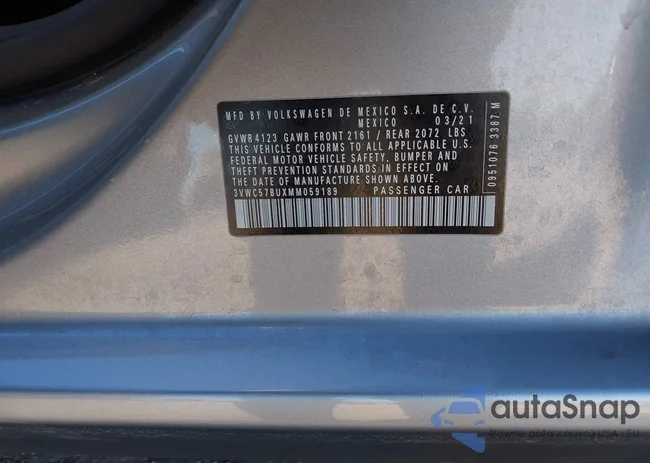 MFD BY VOLKSWAGEN DE MEXICO S.A. DE C.V.
MEXICO 03/21
GVWR 4123 GAWR FRONT 2161 / REAR 2072 LBS
THIS VEHICLE CONFORMS TO ALL APPLICABLE U.S.
FEDERAL MOTOR VEHICLE SAFETY, BUMPER AND
THEFT PREVENTION STANDARDS IN EFFECT ON
THE DATE OF MANUFACTURE SHOWN ABOVE
3VWC57BUXMM059189 PASSENGER CAR
0951076 3387 M
autaSnap
USA - EU